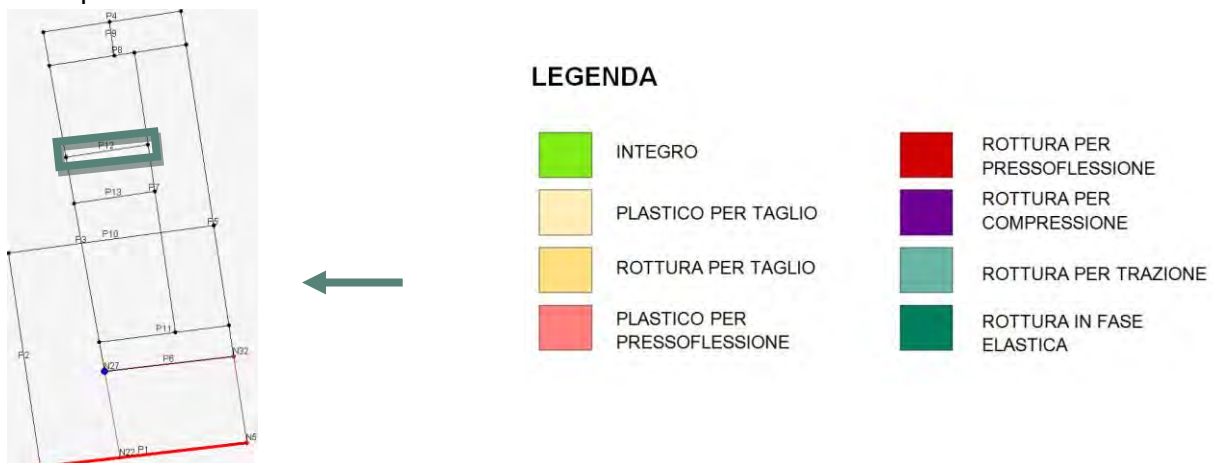 P4
P9
P8
P12
P13
P7
P5
P10
P3
P11
P2
P6
N32
N27
N5
N22
P1
LEGENDA
INTEGRO
PLASTICO PER TAGLIO
ROTTURA PER TAGLIO
PLASTICO PER
PRESSOFLESSIONE
ROTTURA PER
PRESSOFLESSIONE
ROTTURA PER
COMPRESSIONE
ROTTURA PER TRAZIONE
ROTTURA IN FASE
ELASTICA